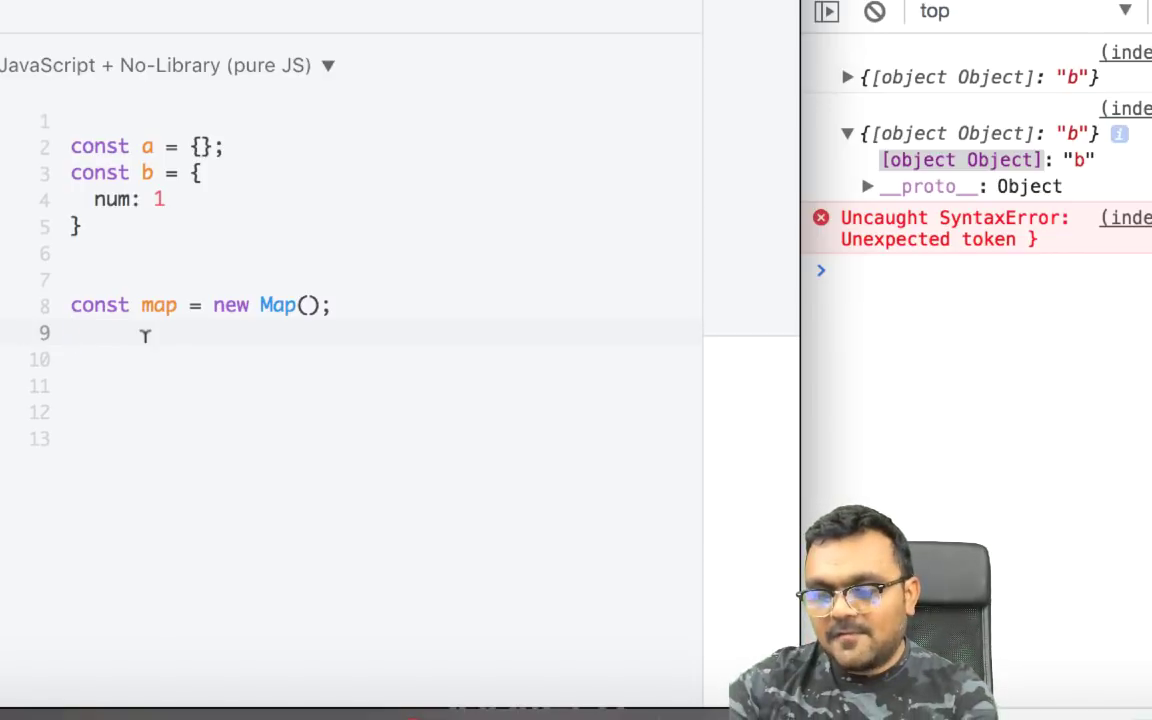 JavaScript + No-Library (pure JS) ▼
1
2 const a = {};
3 const b = {
4 num: 1
5 }
6
7
8 const map = new Map();
9
10
11
12
13
top ▼
(inde
▶ {[object Object]: "b"}
(inde
▼ {[object Object]: "b"} i
[object Object]: "b"
▶ __proto__: Object
Uncaught SyntaxError: (inde
Unexpected token }
>